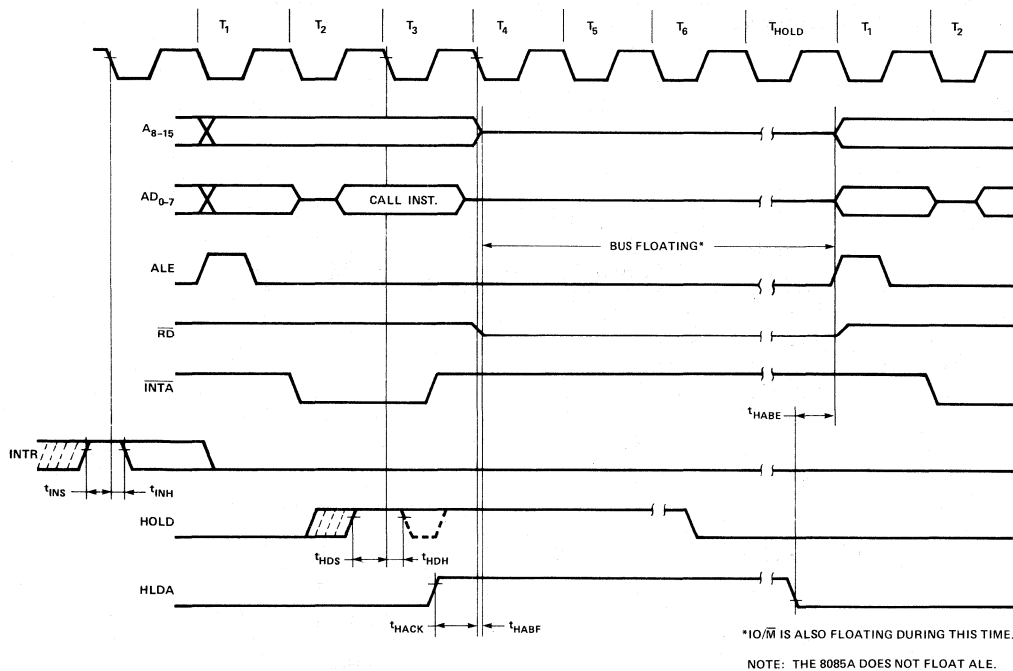 T1 T2 T3 T4 T5 T6 THOLD T1 T2
A8–15
AD0–7
CALL INST.
BUS FLOATING*
ALE
RD
INTA
tHABE
INTR
tINS
tINH
HOLD
tHDS
tHDH
HLDA
tHACK
tHABF
*IO/M IS ALSO FLOATING DURING THIS TIME.
NOTE: THE 8085A DOES NOT FLOAT ALE.